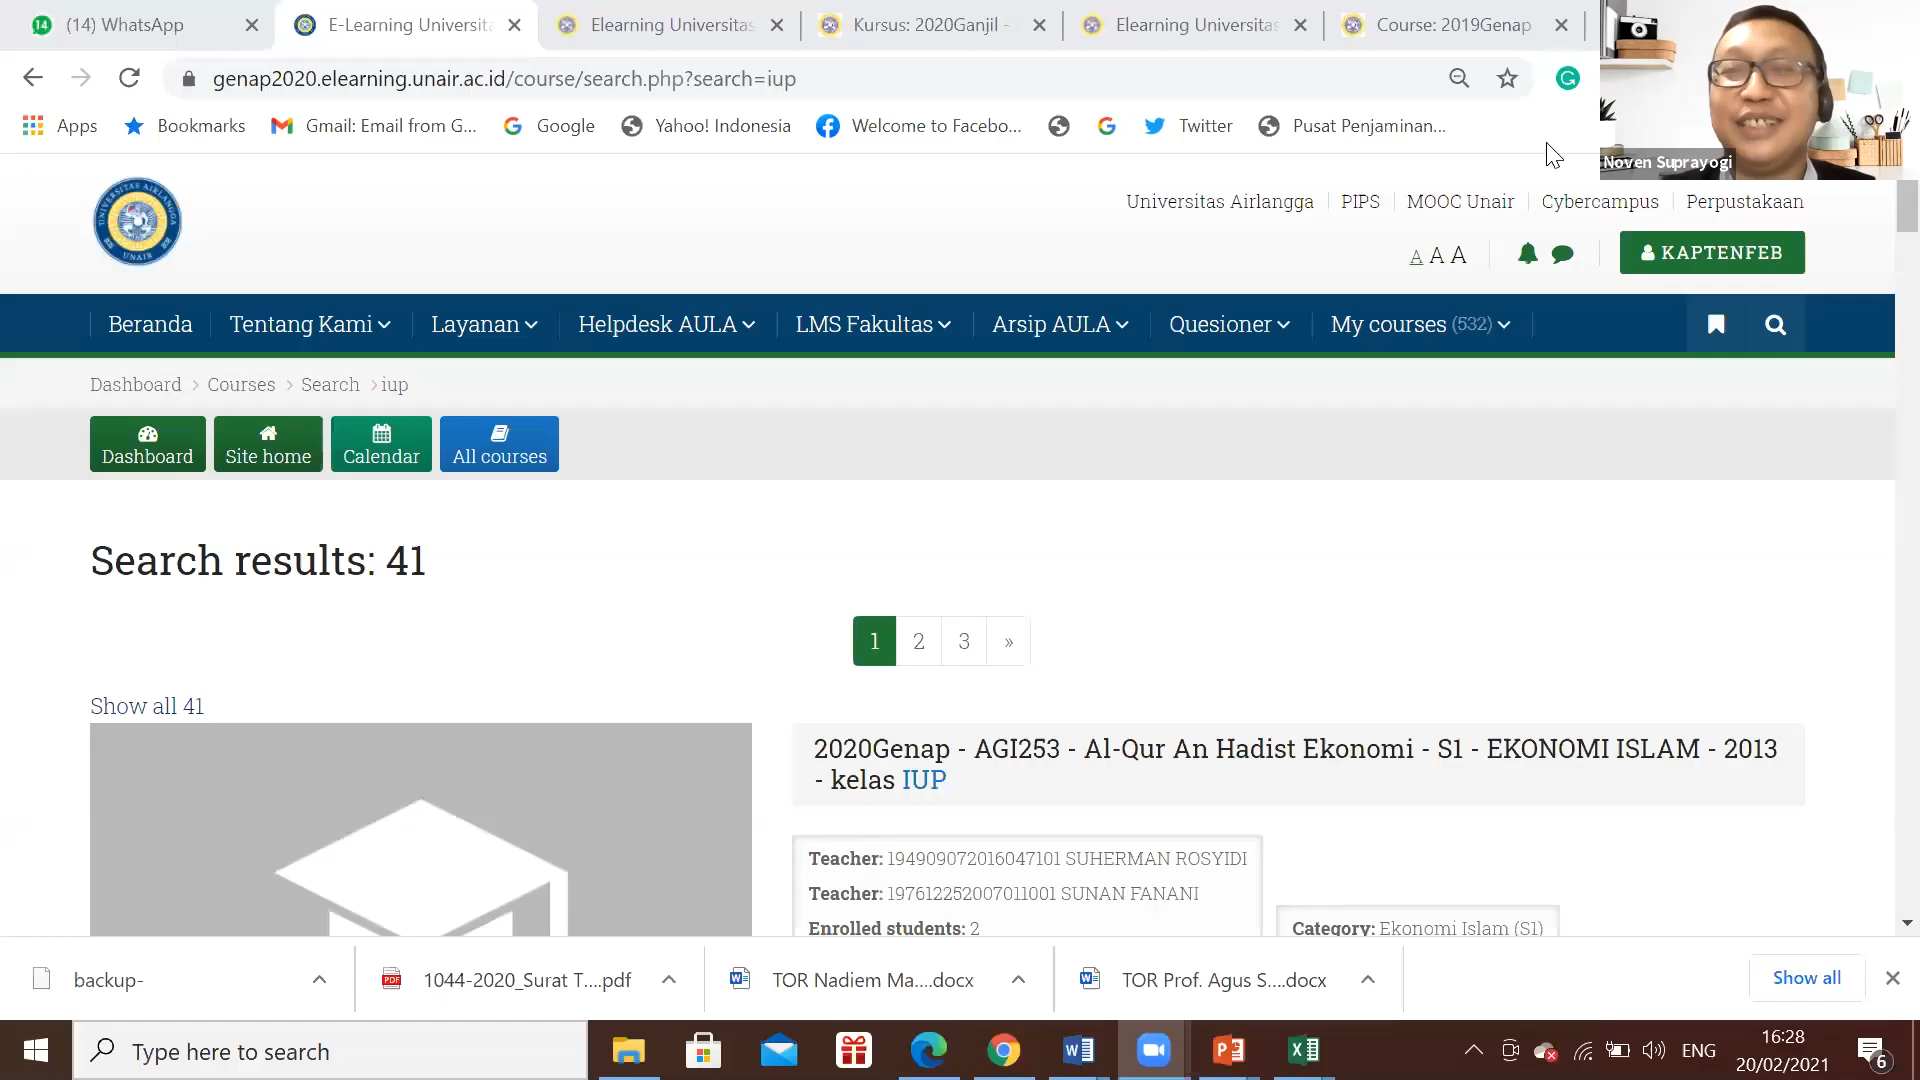 14 (14) WhatsApp
E-Learning Universita
Elearning Universitas
Kursus: 2020Ganjil -
Elearning Universitas
Course: 2019Genap
genap2020.elearning.unair.ac.id/course/search.php?search=iup
Apps
Bookmarks
Gmail: Email from G...
Google
Yahoo! Indonesia
Welcome to Facebo...
Twitter
Pusat Penjaminan...
Noven Suprayogi
UNIVERSITAS AIRLANGGA
UNAIR
Universitas Airlangga
PIPS
MOOC Unair
Cybercampus
Perpustakaan
A A A
KAPTENFEB
Beranda
Tentang Kami
Layanan
Helpdesk AULA
LMS Fakultas
Arsip AULA
Quesioner
My courses (532)
Dashboard > Courses > Search > iup
Dashboard
Site home
Calendar
All courses
Search results: 41
1 2 3 »
Show all 41
2020Genap - AGI253 - Al-Qur An Hadist Ekonomi - S1 - EKONOMI ISLAM - 2013
- kelas IUP
Teacher: 194909072016047101 SUHERMAN ROSYIDI
Teacher: 197612252007011001 SUNAN FANANI
Enrolled students: 2
Category: Ekonomi Islam (S1)
backup-
PDF
1044-2020_Surat T....pdf
TOR Nadiem Ma....docx
TOR Prof. Agus S....docx
Show all
Type here to search
ENG
16:28
20/02/2021
6